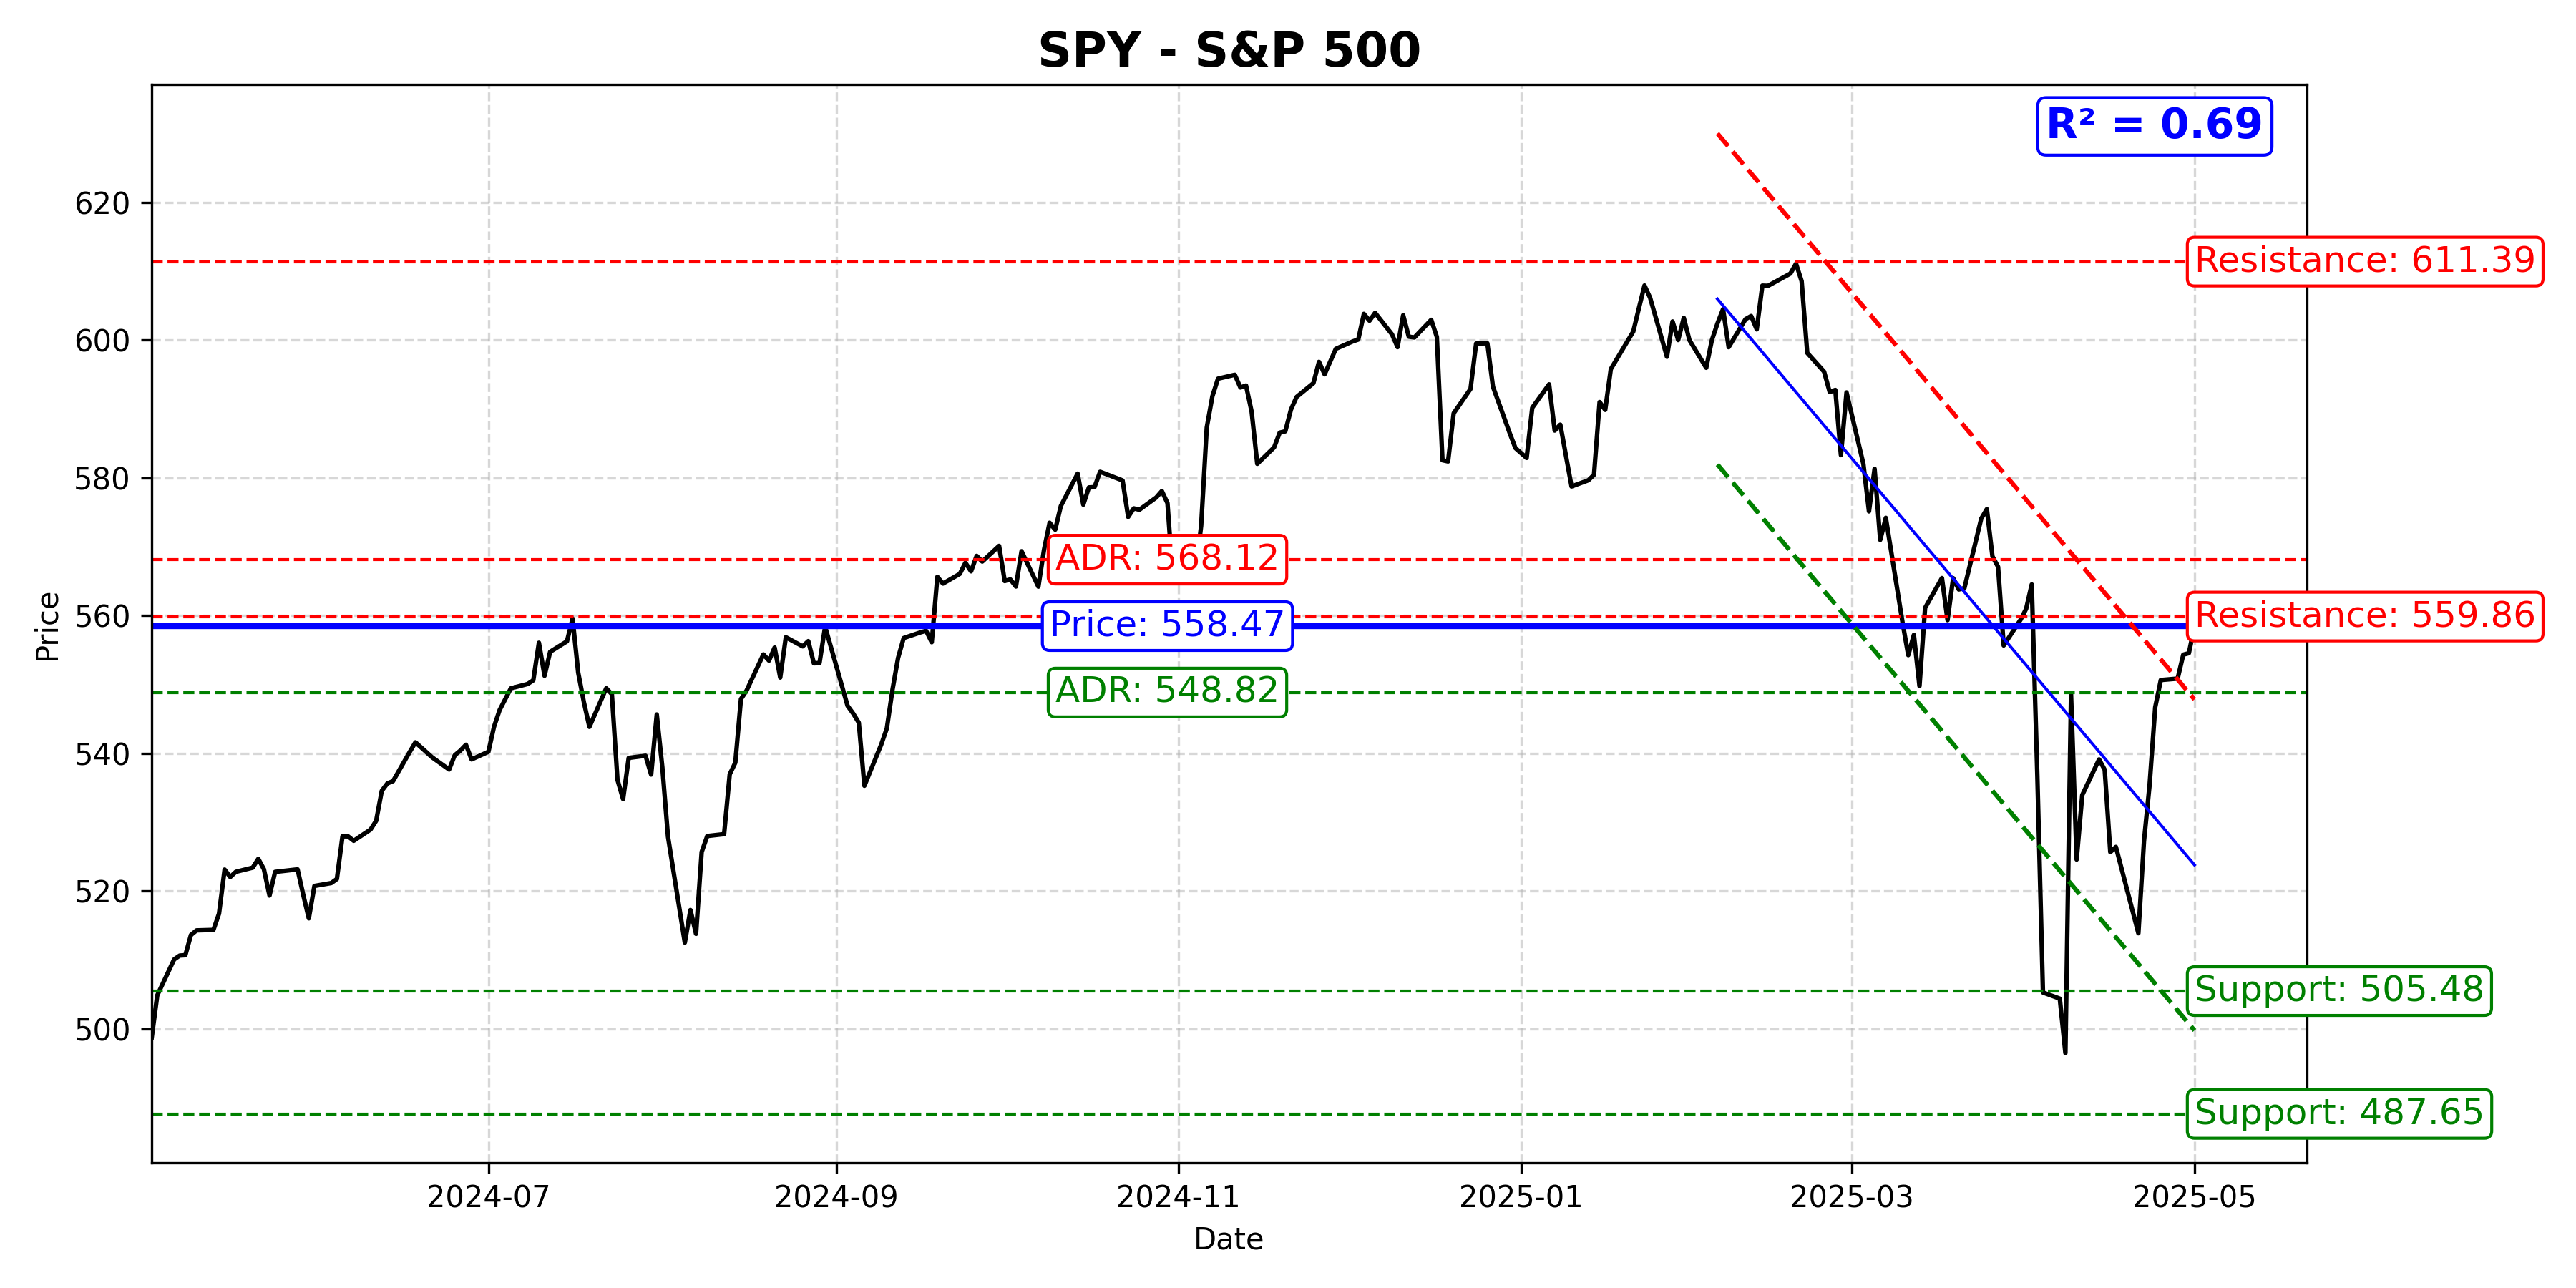 SPY - S&P 500
R² = 0.69
Price
620
600
580
560
540
520
500
Resistance: 611.39
ADR: 568.12
Resistance: 559.86
Price: 558.47
ADR: 548.82
Support: 505.48
Support: 487.65
2024-07
2024-09
2024-11
2025-01
2025-03
2025-05
Date